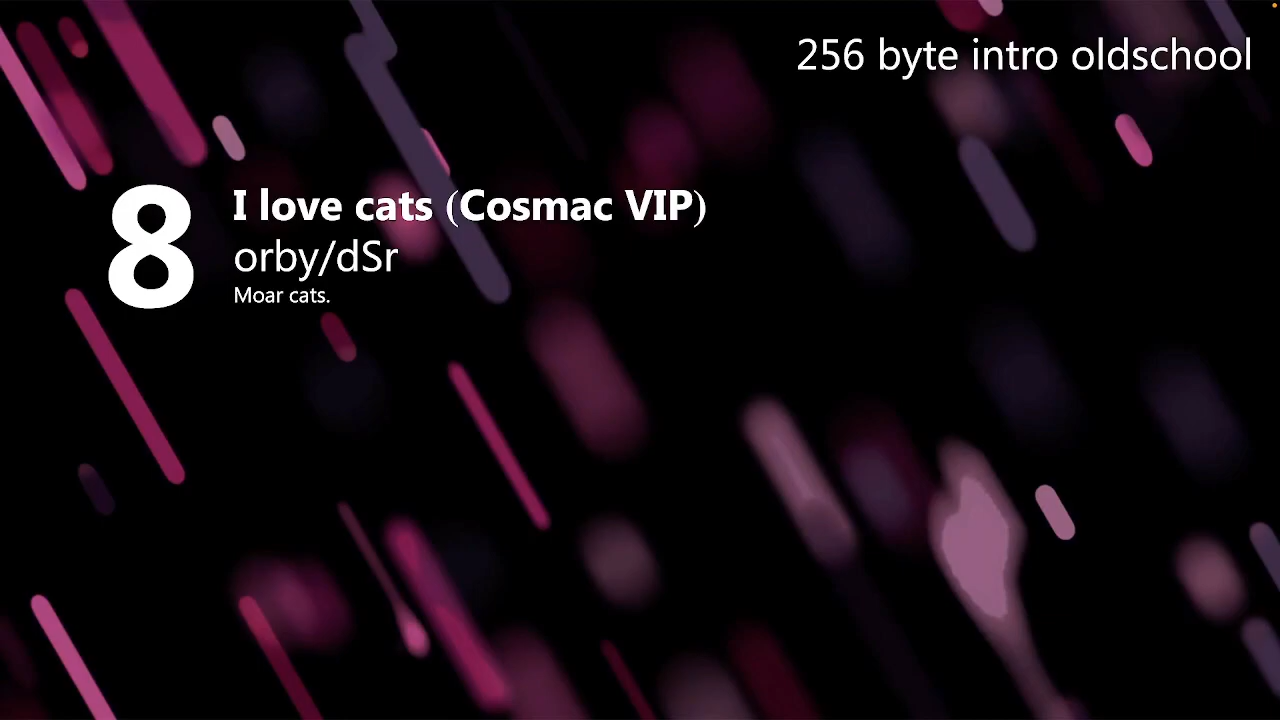 256 byte intro oldschool
8
I love cats (Cosmac VIP)
orby/dSr
Moar cats.